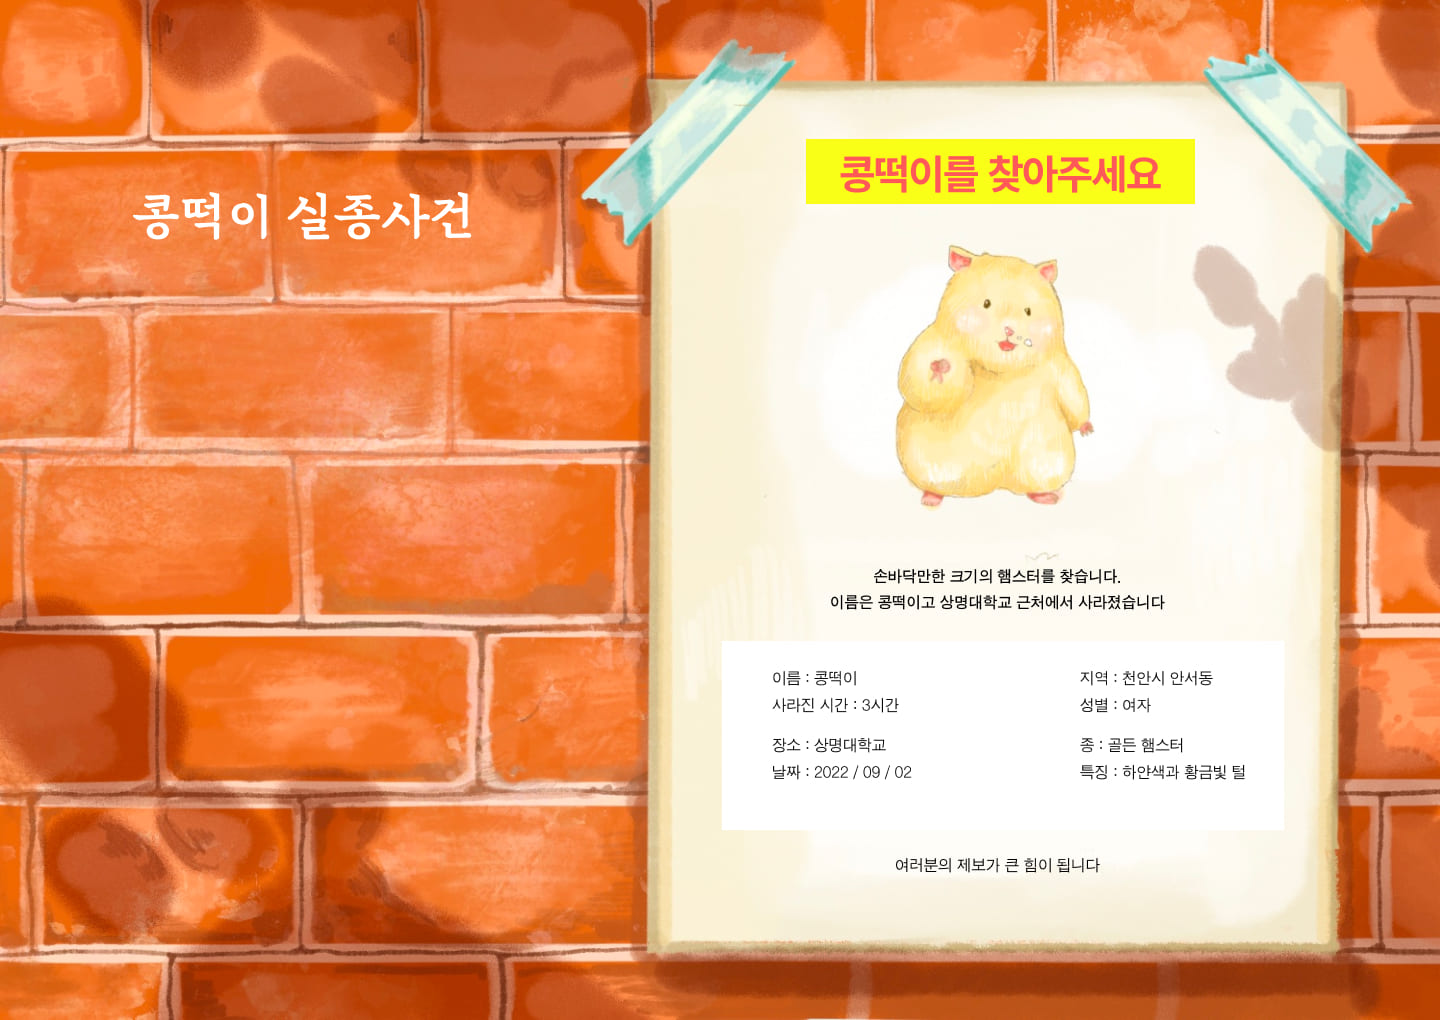 콩떡이 실종사건
콩떡이를 찾아주세요
손바닥만한 크기의 햄스터를 찾습니다.
이름은 콩떡이고 상명대학교 근처에서 사라졌습니다
이름 : 콩떡이
사라진 시간 : 3시간
장소 : 상명대학교
날짜 : 2022 / 09 / 02
지역 : 천안시 안서동
성별 : 여자
종 : 골든 햄스터
특징 : 하얀색과 황금빛 털
여러분의 제보가 큰 힘이 됩니다